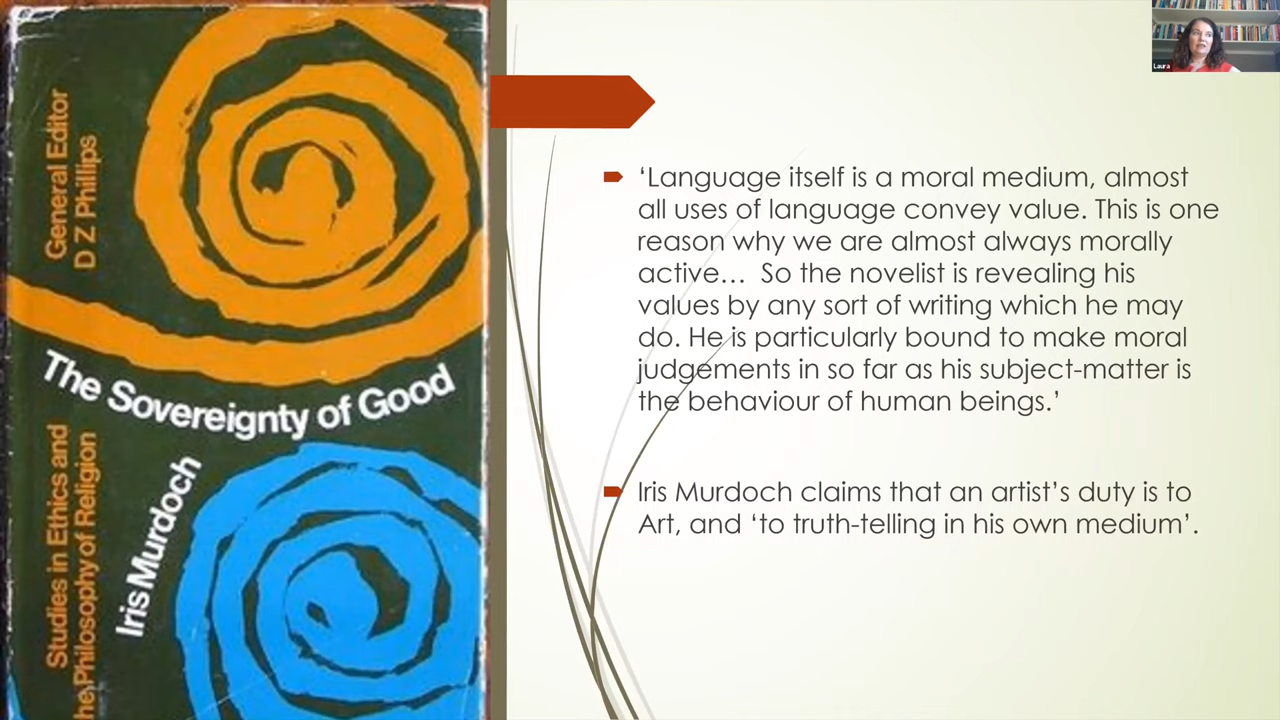 General Editor
D Z Phillips
The Sovereignty of Good
Studies in Ethics and
he Philosophy of Religion
Iris Murdoch
‘Language itself is a moral medium, almost
all uses of language convey value. This is one
reason why we are almost always morally
active… So the novelist is revealing his
values by any sort of writing which he may
do. He is particularly bound to make moral
judgements in so far as his subject-matter is
the behaviour of human beings.’
Iris Murdoch claims that an artist’s duty is to
Art, and ‘to truth-telling in his own medium’.
Laura